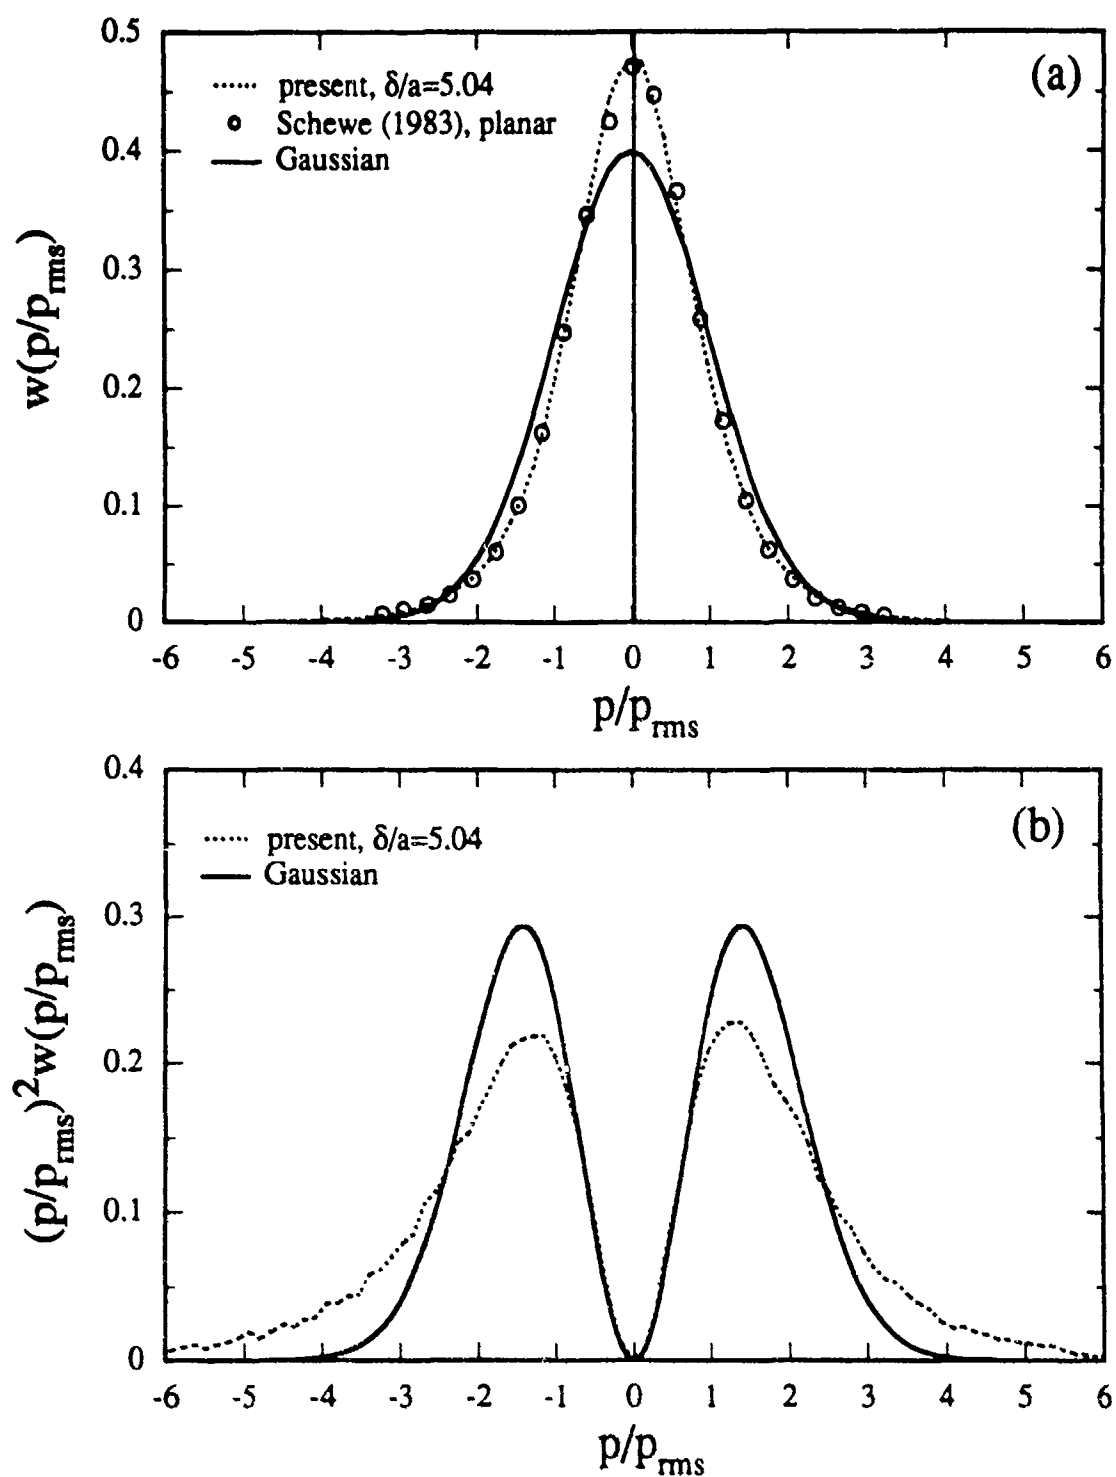 (a)
present, δ/a=5.04
Schewe (1983), planar
Gaussian
w(p/p_rms)
0.5
0.4
0.3
0.2
0.1
0
-6 -5 -4 -3 -2 -1 0 1 2 3 4 5 6
p/p_rms
(b)
present, δ/a=5.04
Gaussian
(p/p_rms)²w(p/p_rms)
0.4
0.3
0.2
0.1
0
-6 -5 -4 -3 -2 -1 0 1 2 3 4 5 6
p/p_rms